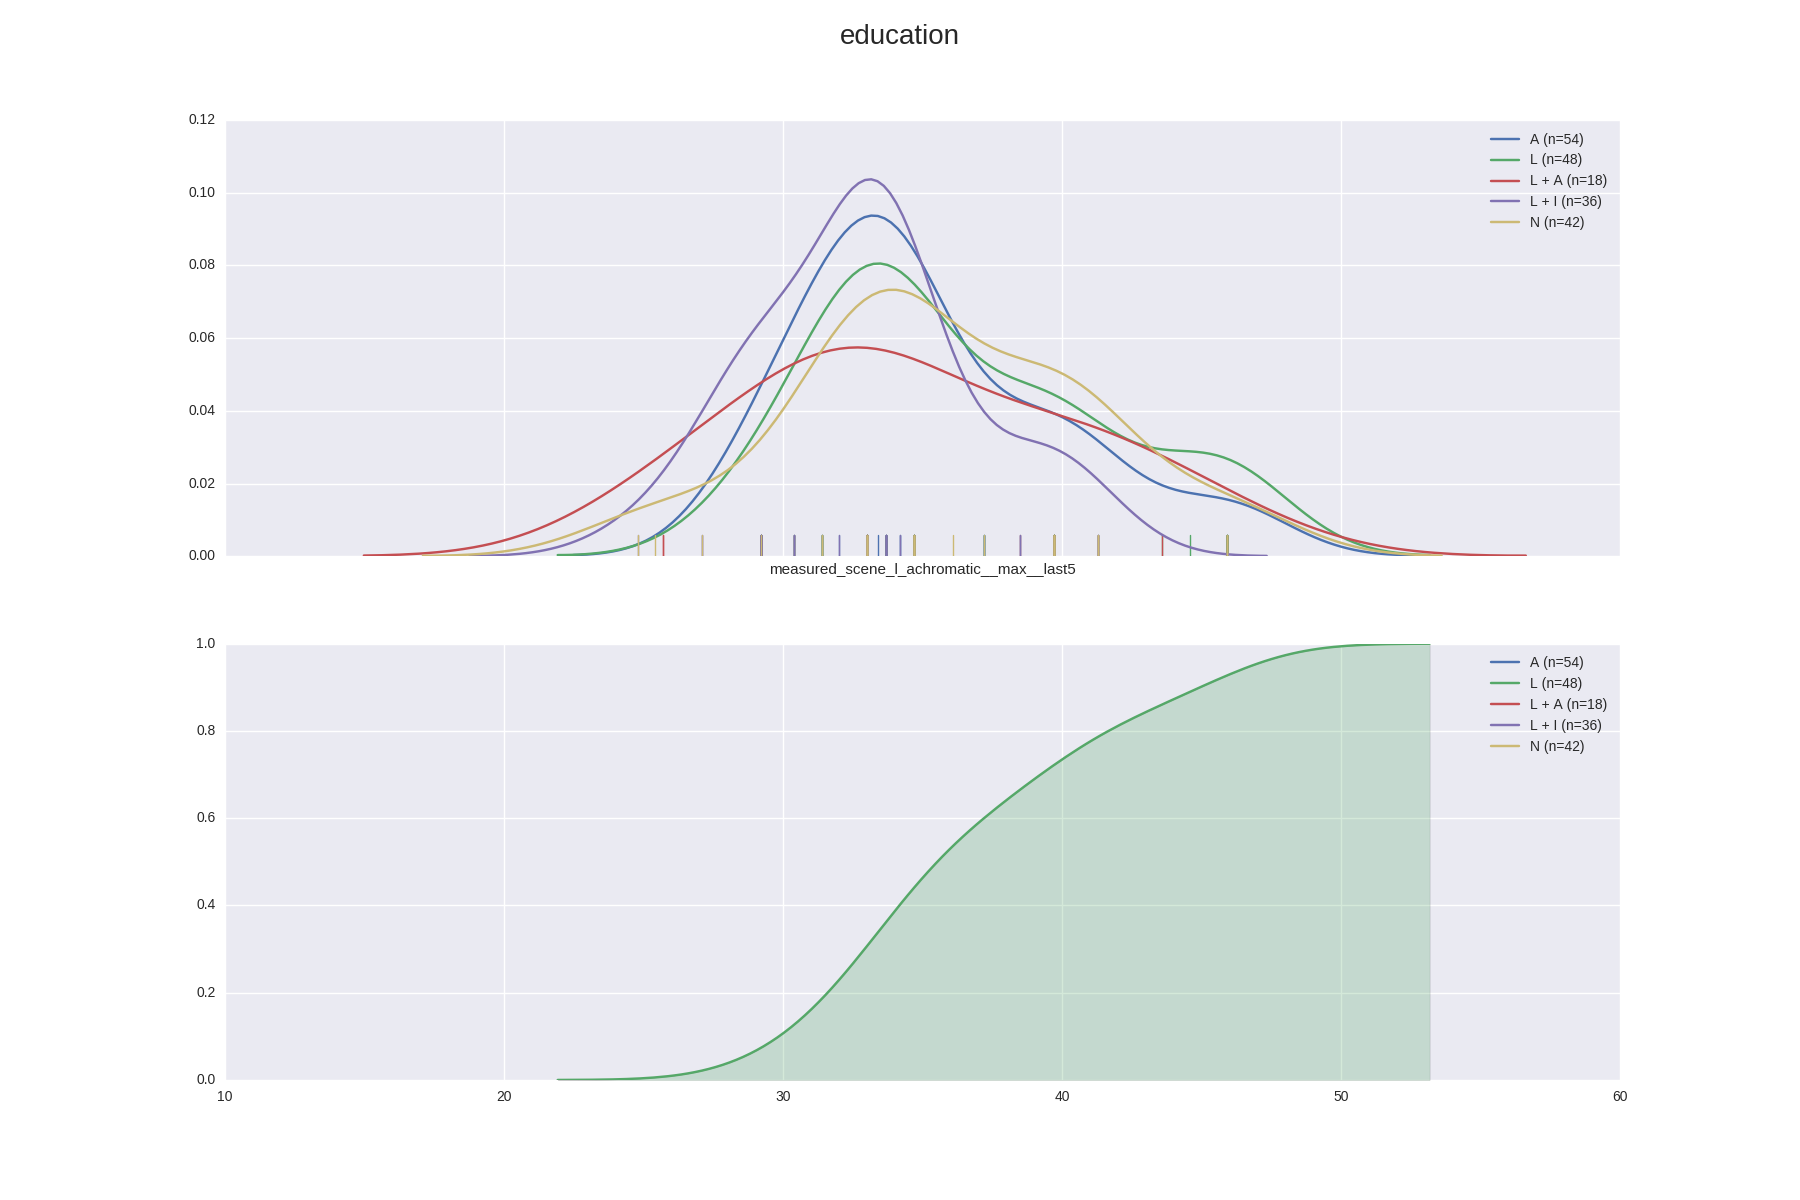 education
0.12
0.10
0.08
0.06
0.04
0.02
0.00
A (n=54)
L (n=48)
L + A (n=18)
L + I (n=36)
N (n=42)
measured_scene_l_achromatic__max__last5
1.0
0.8
0.6
0.4
0.2
0.0
A (n=54)
L (n=48)
L + A (n=18)
L + I (n=36)
N (n=42)
10 20 30 40 50 60